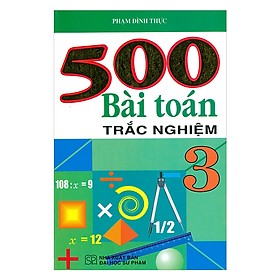 PHẠM ĐÌNH THỰC
500
Bài toán
TRẮC NGHIỆM
3
108 : x = 9
1/2
x = 12
NHÀ XUẤT BẢN
ĐẠI HỌC SƯ PHẠM